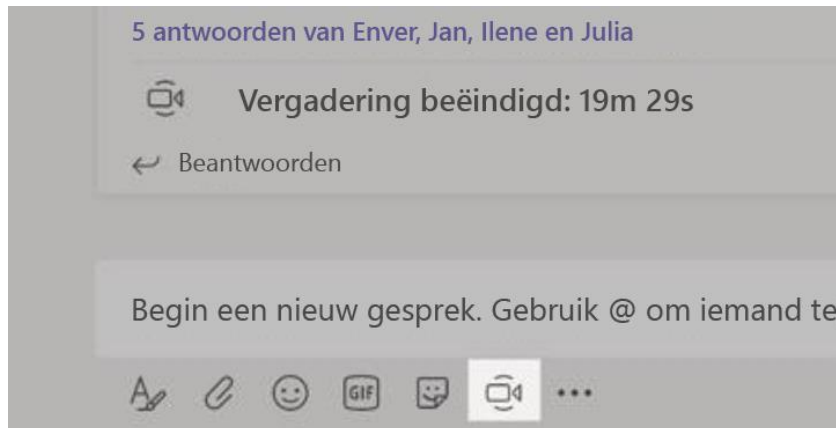 5 antwoorden van Enver, Jan, Ilene en Julia
Vergadering beëindigd: 19m 29s
Beantwoorden
Begin een nieuw gesprek. Gebruik @ om iemand te
GIF